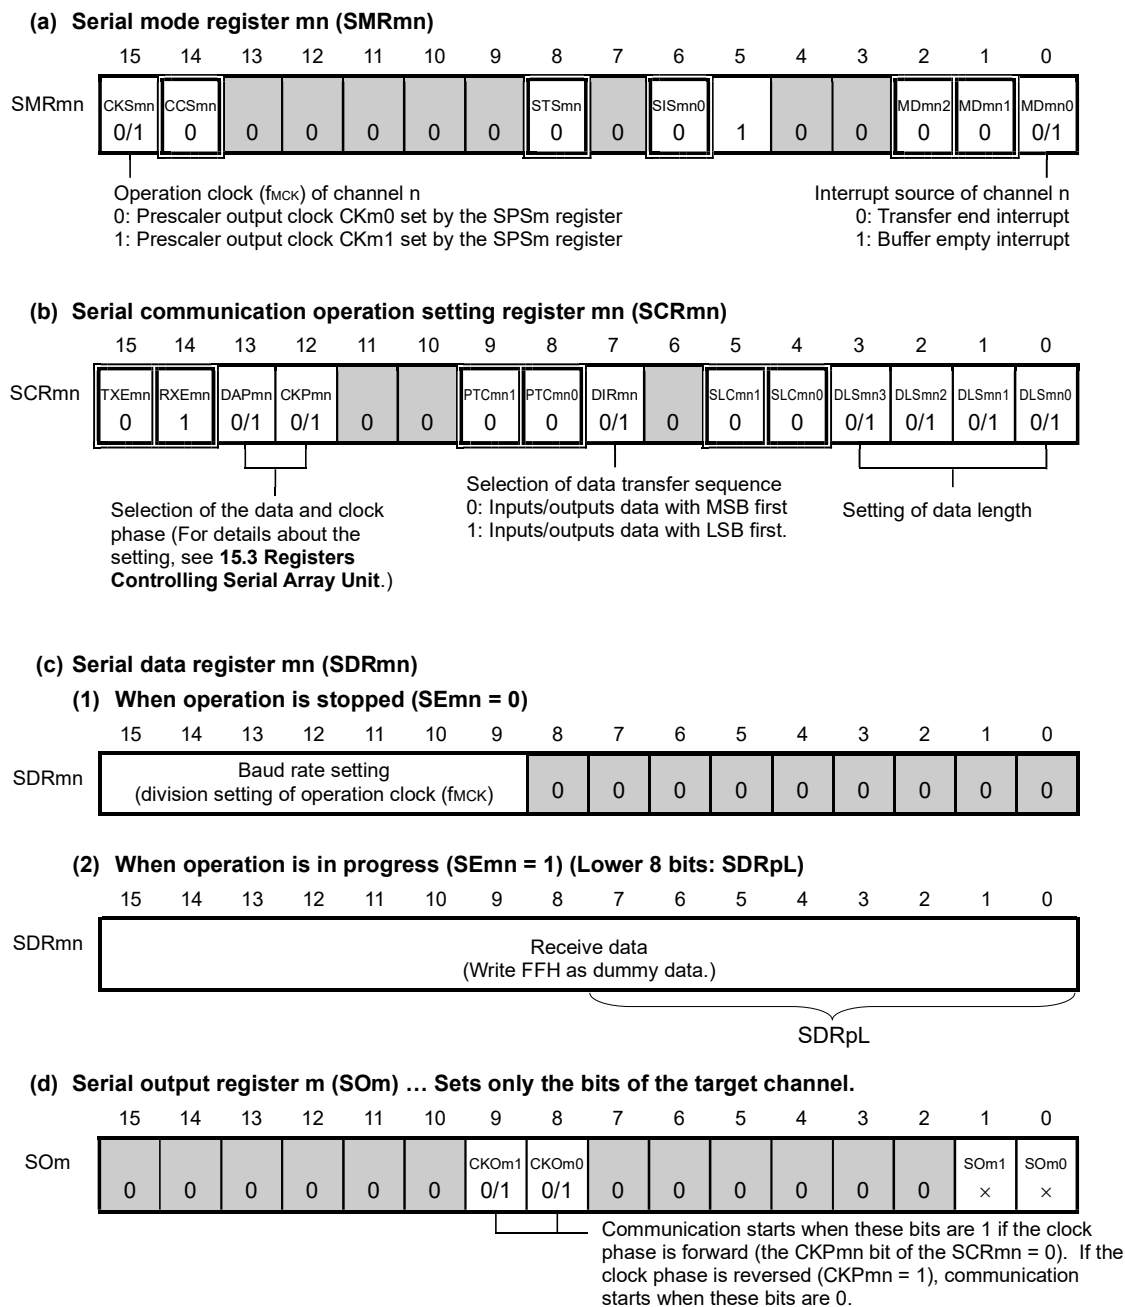 (a) Serial mode register mn (SMRmn)
15 14 13 12 11 10 9 8 7 6 5 4 3 2 1 0
SMRmn CKSmn CCSmn STSmn SISmn0 MDmn2 MDmn1 MDmn0
0/1 0 0 0 0 0 0 0 0 0 1 0 0 0 0 0/1
Operation clock (fMCK) of channel n
0: Prescaler output clock CKm0 set by the SPSm register
1: Prescaler output clock CKm1 set by the SPSm register
Interrupt source of channel n
0: Transfer end interrupt
1: Buffer empty interrupt
(b) Serial communication operation setting register mn (SCRmn)
15 14 13 12 11 10 9 8 7 6 5 4 3 2 1 0
SCRmn TXEmn RXEmn DAPmn CKPmn PTCmn1 PTCmn0 DIRmn SLCmn1 SLCmn0 DLSmn3 DLSmn2 DLSmn1 DLSmn0
0 1 0/1 0/1 0 0 0 0 0/1 0 0 0 0/1 0/1 0/1 0/1
Selection of the data and clock
phase (For details about the
setting, see 15.3 Registers
Controlling Serial Array Unit.)
Selection of data transfer sequence
0: Inputs/outputs data with MSB first
1: Inputs/outputs data with LSB first.
Setting of data length
(c) Serial data register mn (SDRmn)
(1) When operation is stopped (SEmn = 0)
15 14 13 12 11 10 9 8 7 6 5 4 3 2 1 0
SDRmn Baud rate setting
(division setting of operation clock (fMCK) 0 0 0 0 0 0 0 0 0
(2) When operation is in progress (SEmn = 1) (Lower 8 bits: SDRpL)
15 14 13 12 11 10 9 8 7 6 5 4 3 2 1 0
SDRmn Receive data
(Write FFH as dummy data.)
SDRpL
(d) Serial output register m (SOm) … Sets only the bits of the target channel.
15 14 13 12 11 10 9 8 7 6 5 4 3 2 1 0
SOm CKOm1 CKOm0 SOm1 SOm0
0 0 0 0 0 0 0/1 0/1 0 0 0 0 0 0 × ×
Communication starts when these bits are 1 if the clock
phase is forward (the CKPmn bit of the SCRmn = 0). If the
clock phase is reversed (CKPmn = 1), communication
starts when these bits are 0.